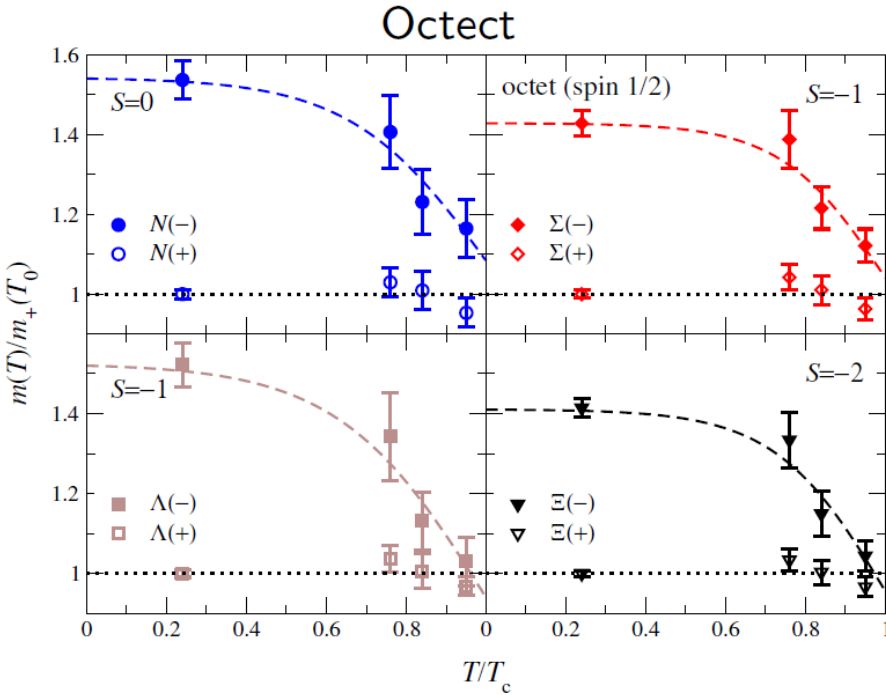 Octect
m(T)/m+(T0)
1.6
1.4
1.2
1
S=0
N(−)
N(+)
octet (spin 1/2)
S=−1
Σ(−)
Σ(+)
1.4
1.2
1
S=−1
Λ(−)
Λ(+)
S=−2
Ξ(−)
Ξ(+)
0 0.2 0.4 0.6 0.8 0 0.2 0.4 0.6 0.8 1
T/Tc